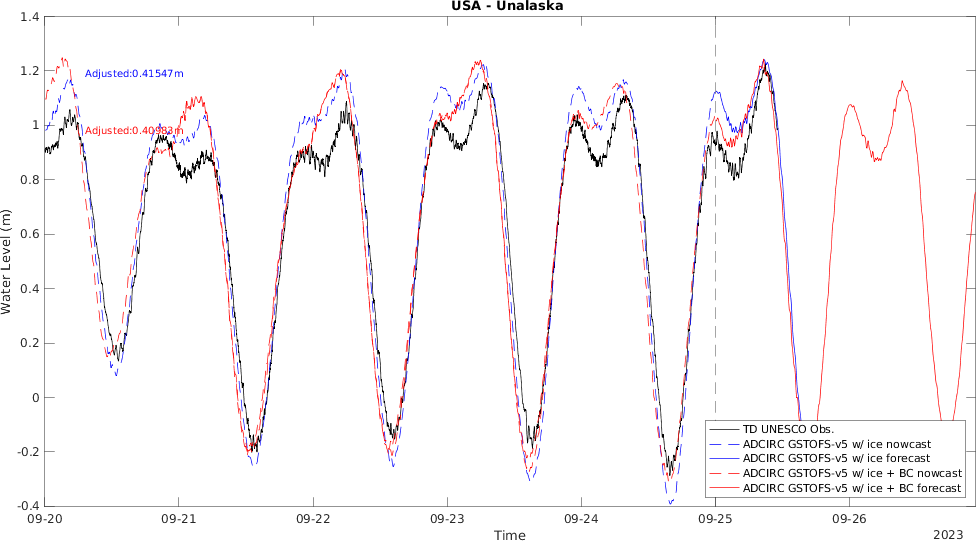 USA - Unalaska
1.4
1.2
1
0.8
0.6
0.4
0.2
0
-0.2
-0.4
Water Level (m)
Adjusted:0.41547m
Adjusted:0.40983m
TD UNESCO Obs.
ADCIRC GSTOFS-v5 w/ ice nowcast
ADCIRC GSTOFS-v5 w/ ice forecast
ADCIRC GSTOFS-v5 w/ ice + BC nowcast
ADCIRC GSTOFS-v5 w/ ice + BC forecast
09-20 09-21 09-22 09-23 09-24 09-25 09-26
Time
2023